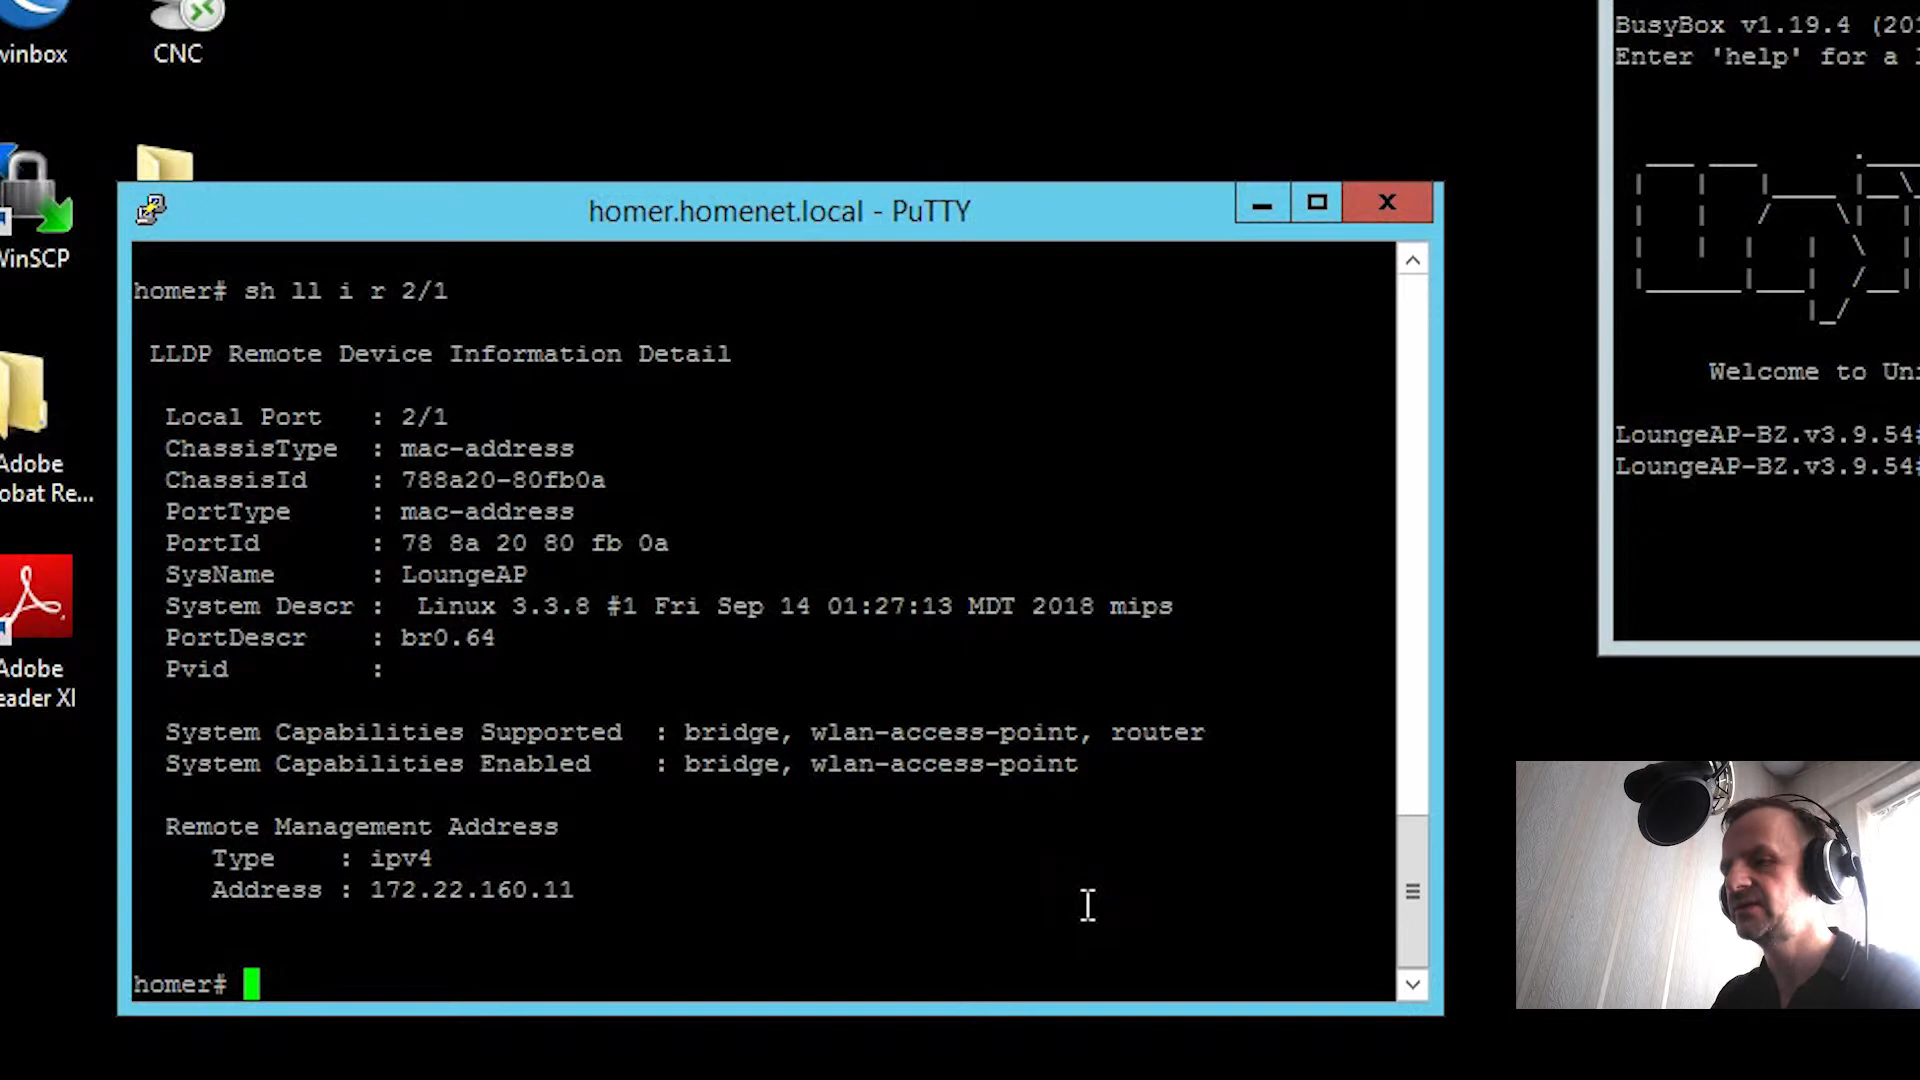 winbox
CNC
WinSCP
Adobe
obat Re...
Adobe
eader XI
homer.homenet.local - PuTTY
homer# sh ll i r 2/1
LLDP Remote Device Information Detail
Local Port : 2/1
ChassisType : mac-address
ChassisId : 788a20-80fb0a
PortType : mac-address
PortId : 78 8a 20 80 fb 0a
SysName : LoungeAP
System Descr : Linux 3.3.8 #1 Fri Sep 14 01:27:13 MDT 2018 mips
PortDescr : br0.64
Pvid :
System Capabilities Supported : bridge, wlan-access-point, router
System Capabilities Enabled : bridge, wlan-access-point
Remote Management Address
Type : ipv4
Address : 172.22.160.11
homer#
BusyBox v1.19.4 (201
Enter 'help' for a l
Welcome to Uni
LoungeAP-BZ.v3.9.54#
LoungeAP-BZ.v3.9.54#